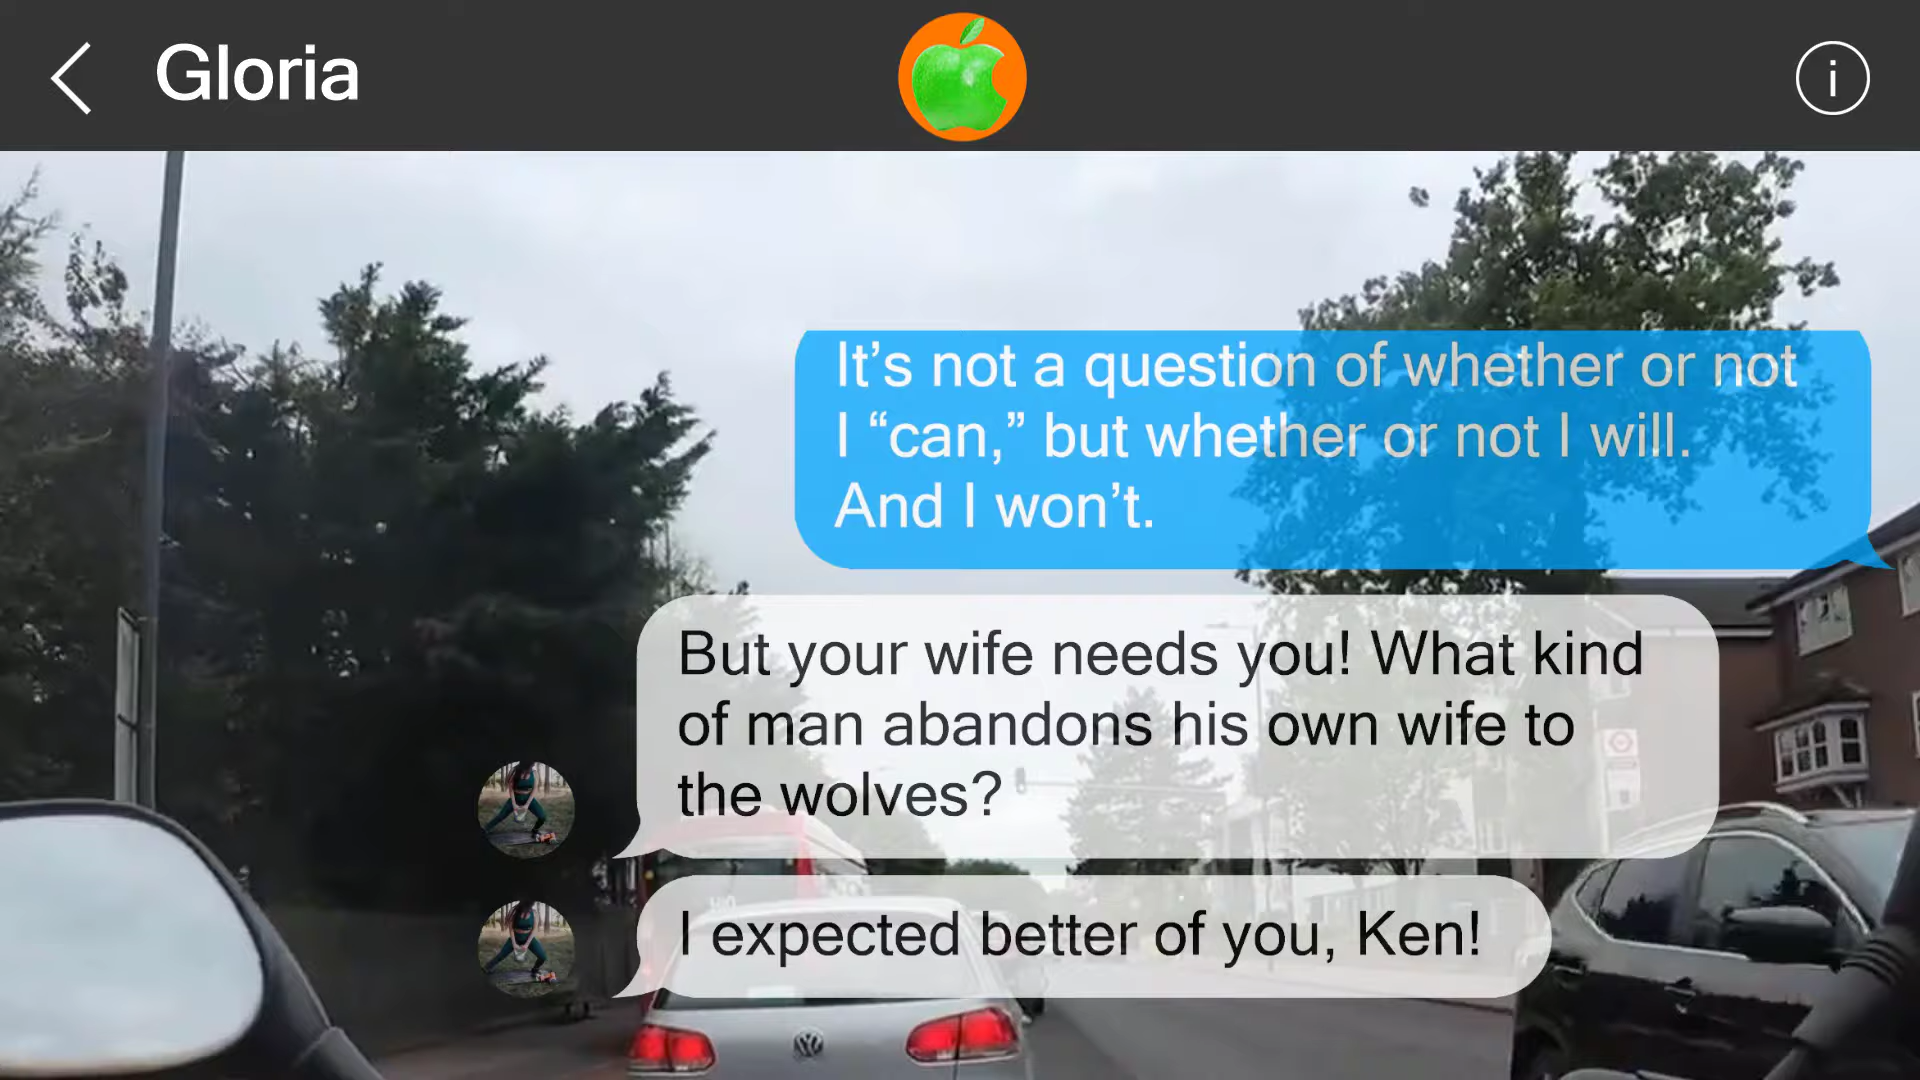 Gloria
It’s not a question of whether or not
I “can,” but whether or not I will.
And I won’t.
But your wife needs you! What kind
of man abandons his own wife to
the wolves?
I expected better of you, Ken!